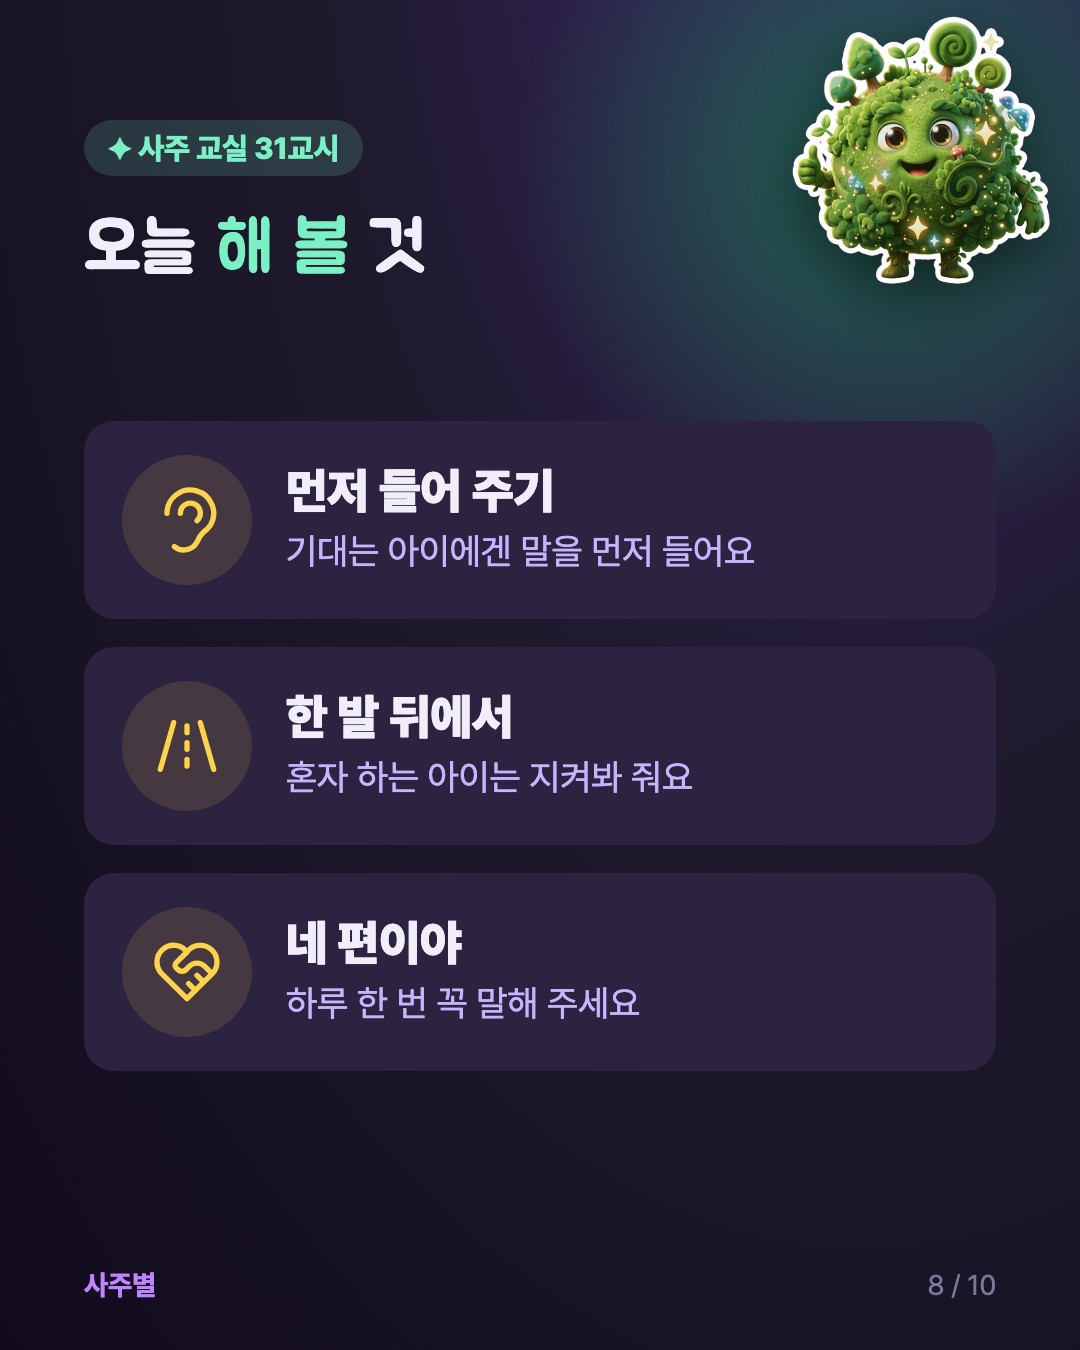 ✦ 사주 교실 31교시
오늘 해 볼 것
먼저 들어 주기
기대는 아이에겐 말을 먼저 들어요
한 발 뒤에서
혼자 하는 아이는 지켜봐 줘요
네 편이야
하루 한 번 꼭 말해 주세요
사주별
8 / 10